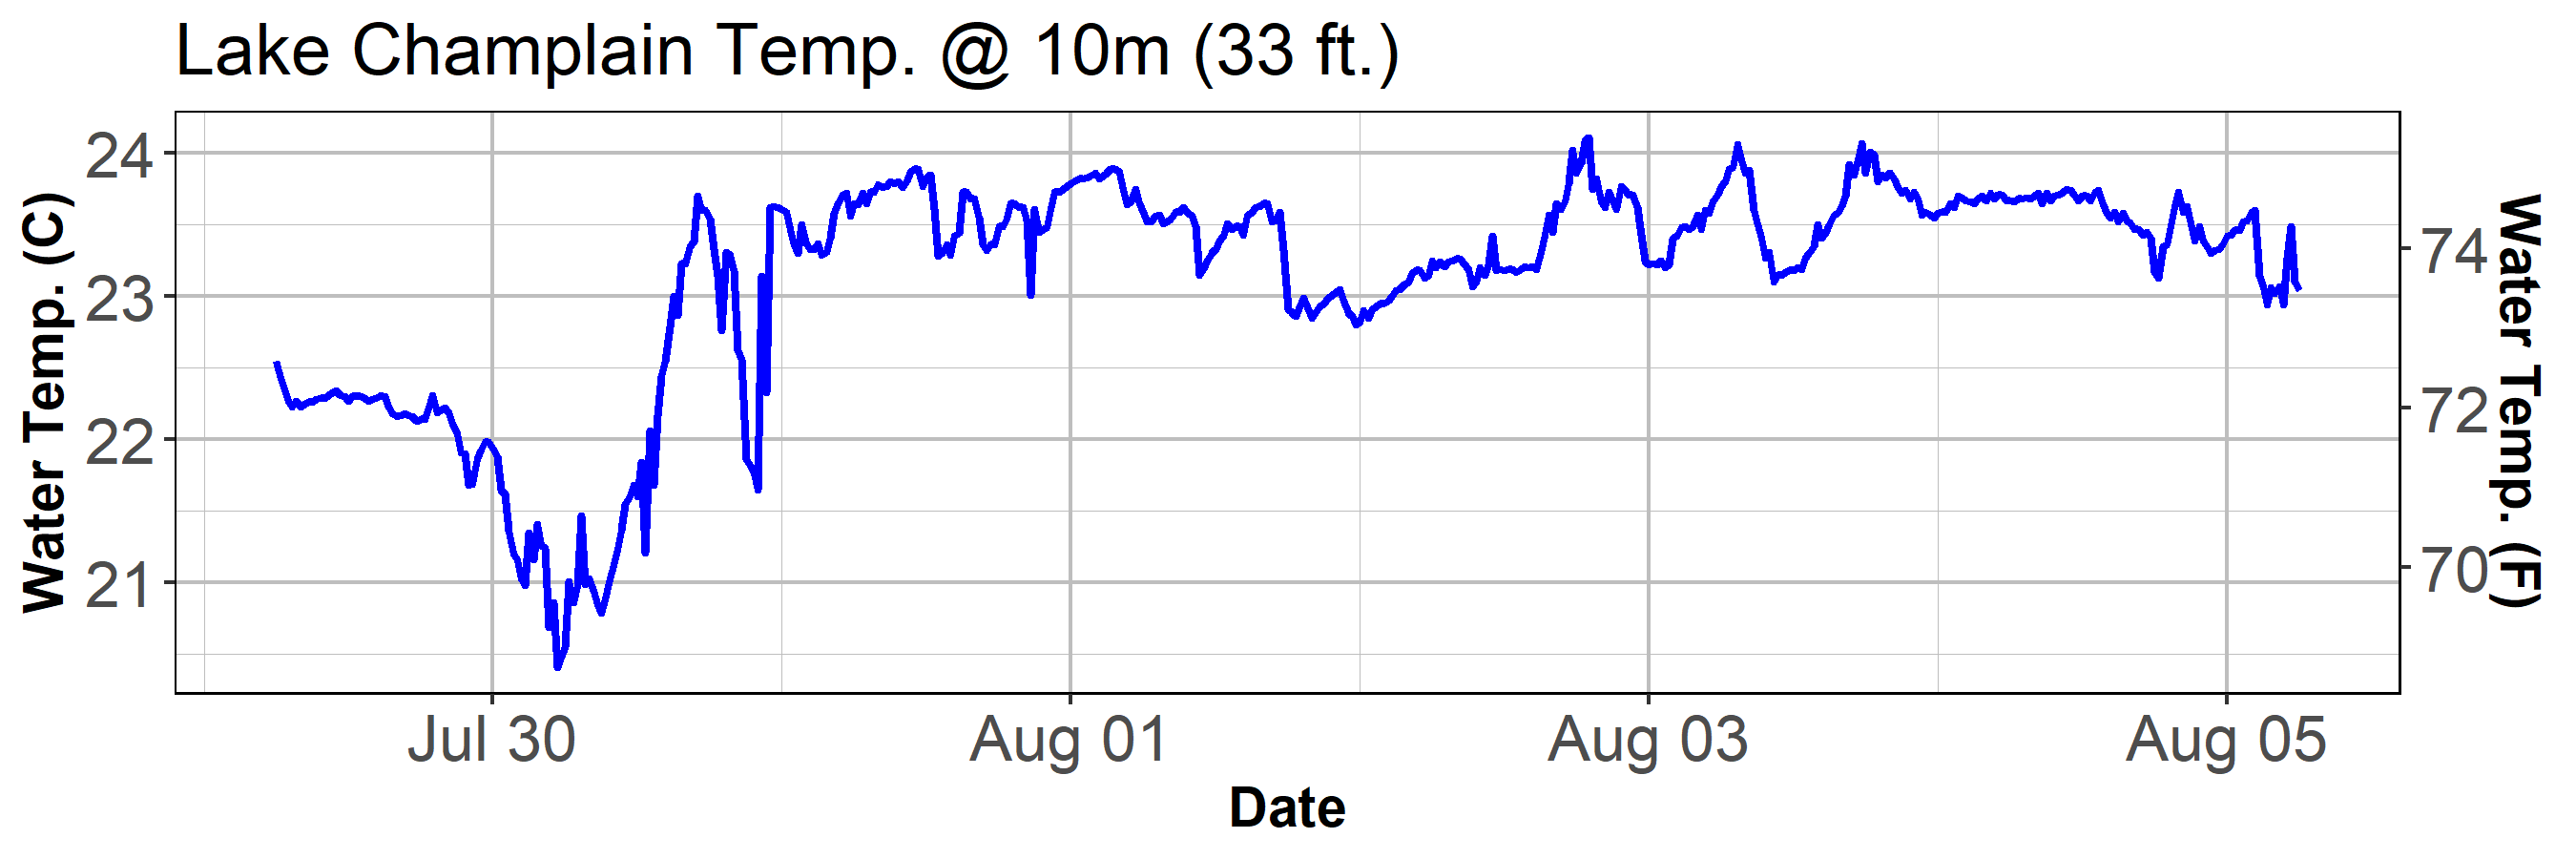 Lake Champlain Temp. @ 10m (33 ft.)
Water Temp. (C)
24
23
22
21
74
72
70
Water Temp. (F)
Jul 30 Aug 01 Aug 03 Aug 05
Date